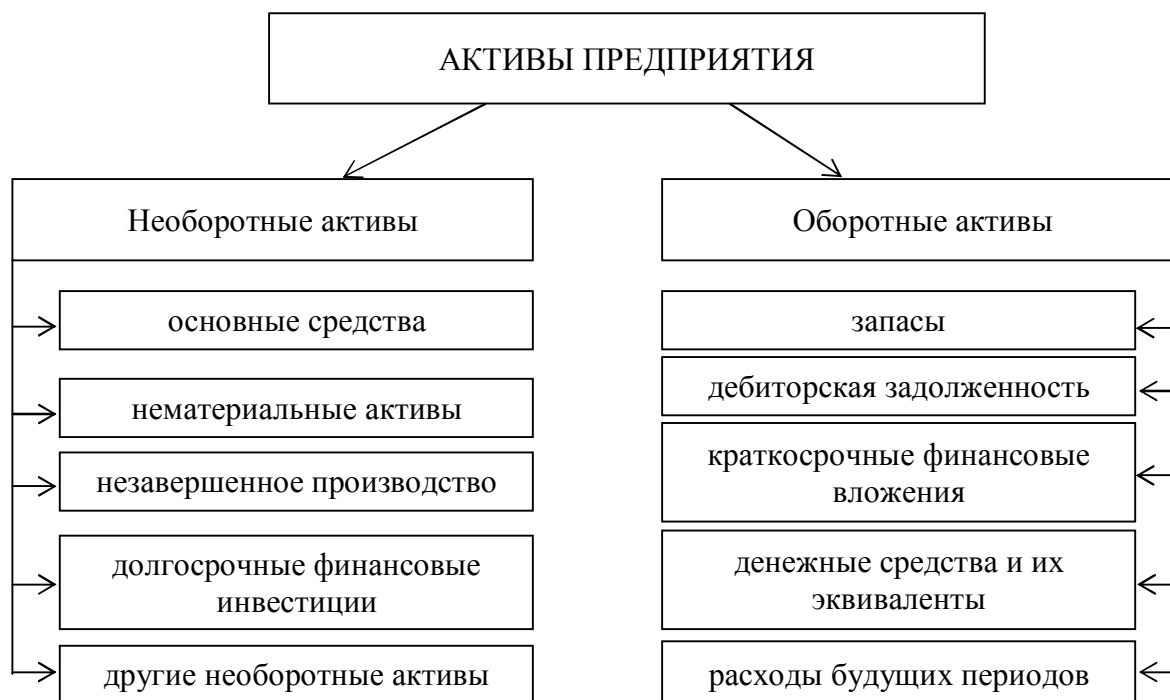 АКТИВЫ ПРЕДПРИЯТИЯ
Необоротные активы
основные средства
нематериальные активы
незавершенное производство
долгосрочные финансовые
инвестиции
другие необоротные активы
Оборотные активы
запасы
дебиторская задолженность
краткосрочные финансовые
вложения
денежные средства и их
эквиваленты
расходы будущих периодов